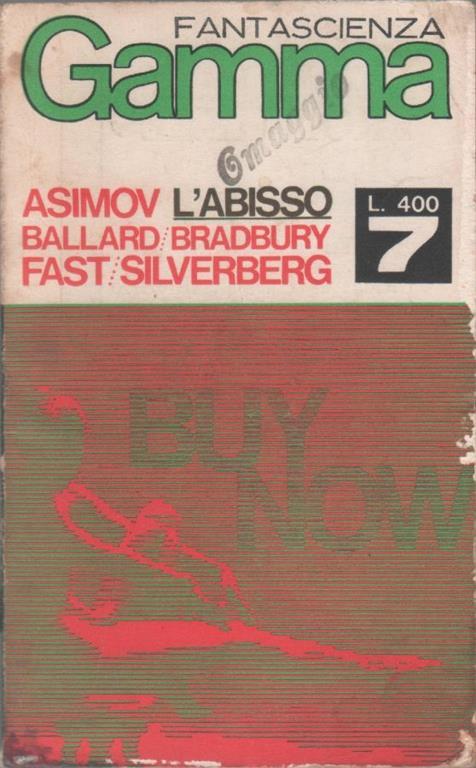 FANTASCIENZA
Gamma
Omaggio
ASIMOV L'ABISSO
BALLARD/BRADBURY
FAST/SILVERBERG
L. 400
7
BUY
NOW